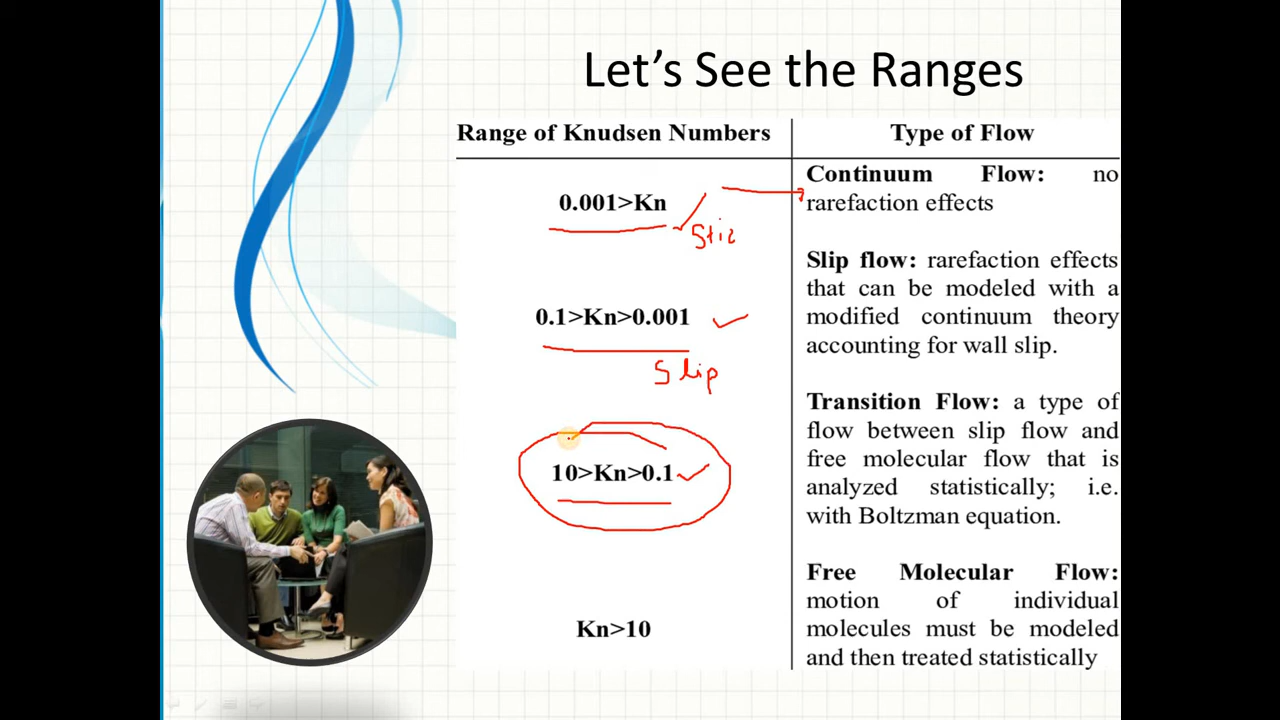 Let's See the Ranges
Range of Knudsen Numbers
Type of Flow
0.001>Kn
Continuum Flow: no
rarefaction effects
0.1>Kn>0.001
Slip
Slip flow: rarefaction effects
that can be modeled with a
modified continuum theory
accounting for wall slip.
10>Kn>0.1
Transition Flow: a type of
flow between slip flow and
free molecular flow that is
analyzed statistically; i.e.
with Boltzman equation.
Kn>10
Free Molecular Flow:
motion of individual
molecules must be modeled
and then treated statistically